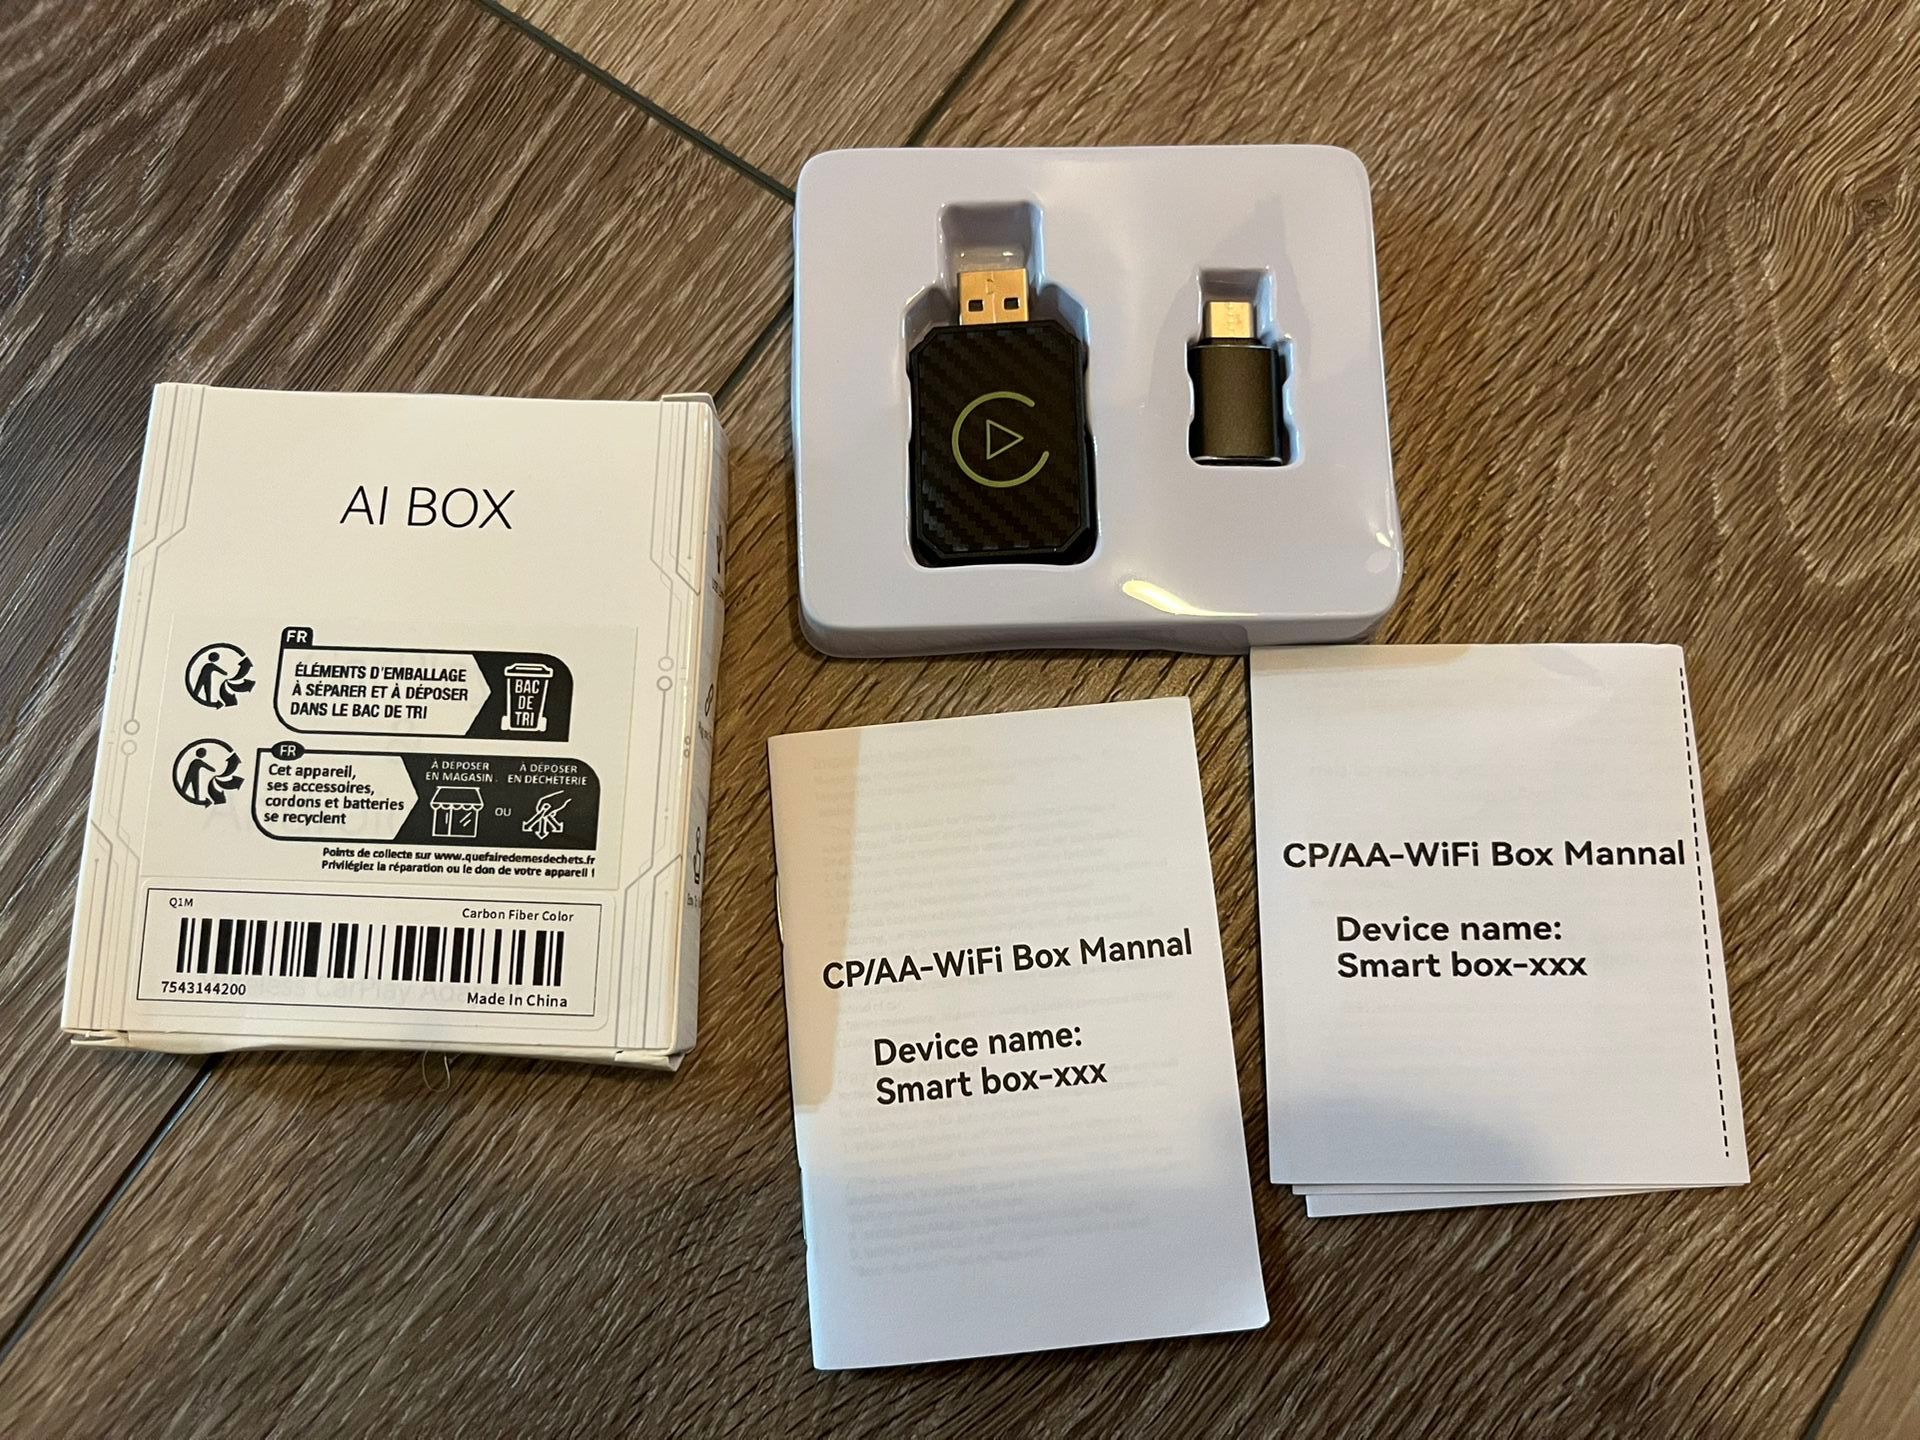 AI BOX
FR
ÉLÉMENTS D'EMBALLAGE
À SÉPARER ET À DÉPOSER
DANS LE BAC DE TRI
BAC
DE
TRI
FR
Cet appareil,
ses accessoires,
cordons et batteries
se recyclent
À DÉPOSER
EN MAGASIN
OU
À DÉPOSER
EN DÉCHÈTERIE
Points de collecte sur www.quefairedemesdechets.fr
Privilégiez la réparation ou le don de votre appareil !
Q1M
Carbon Fiber Color
7543144200
Made In China
CP/AA-WiFi Box Mannal
Device name:
Smart box-xxx
CP/AA-WiFi Box Mannal
Device name:
Smart box-xxx